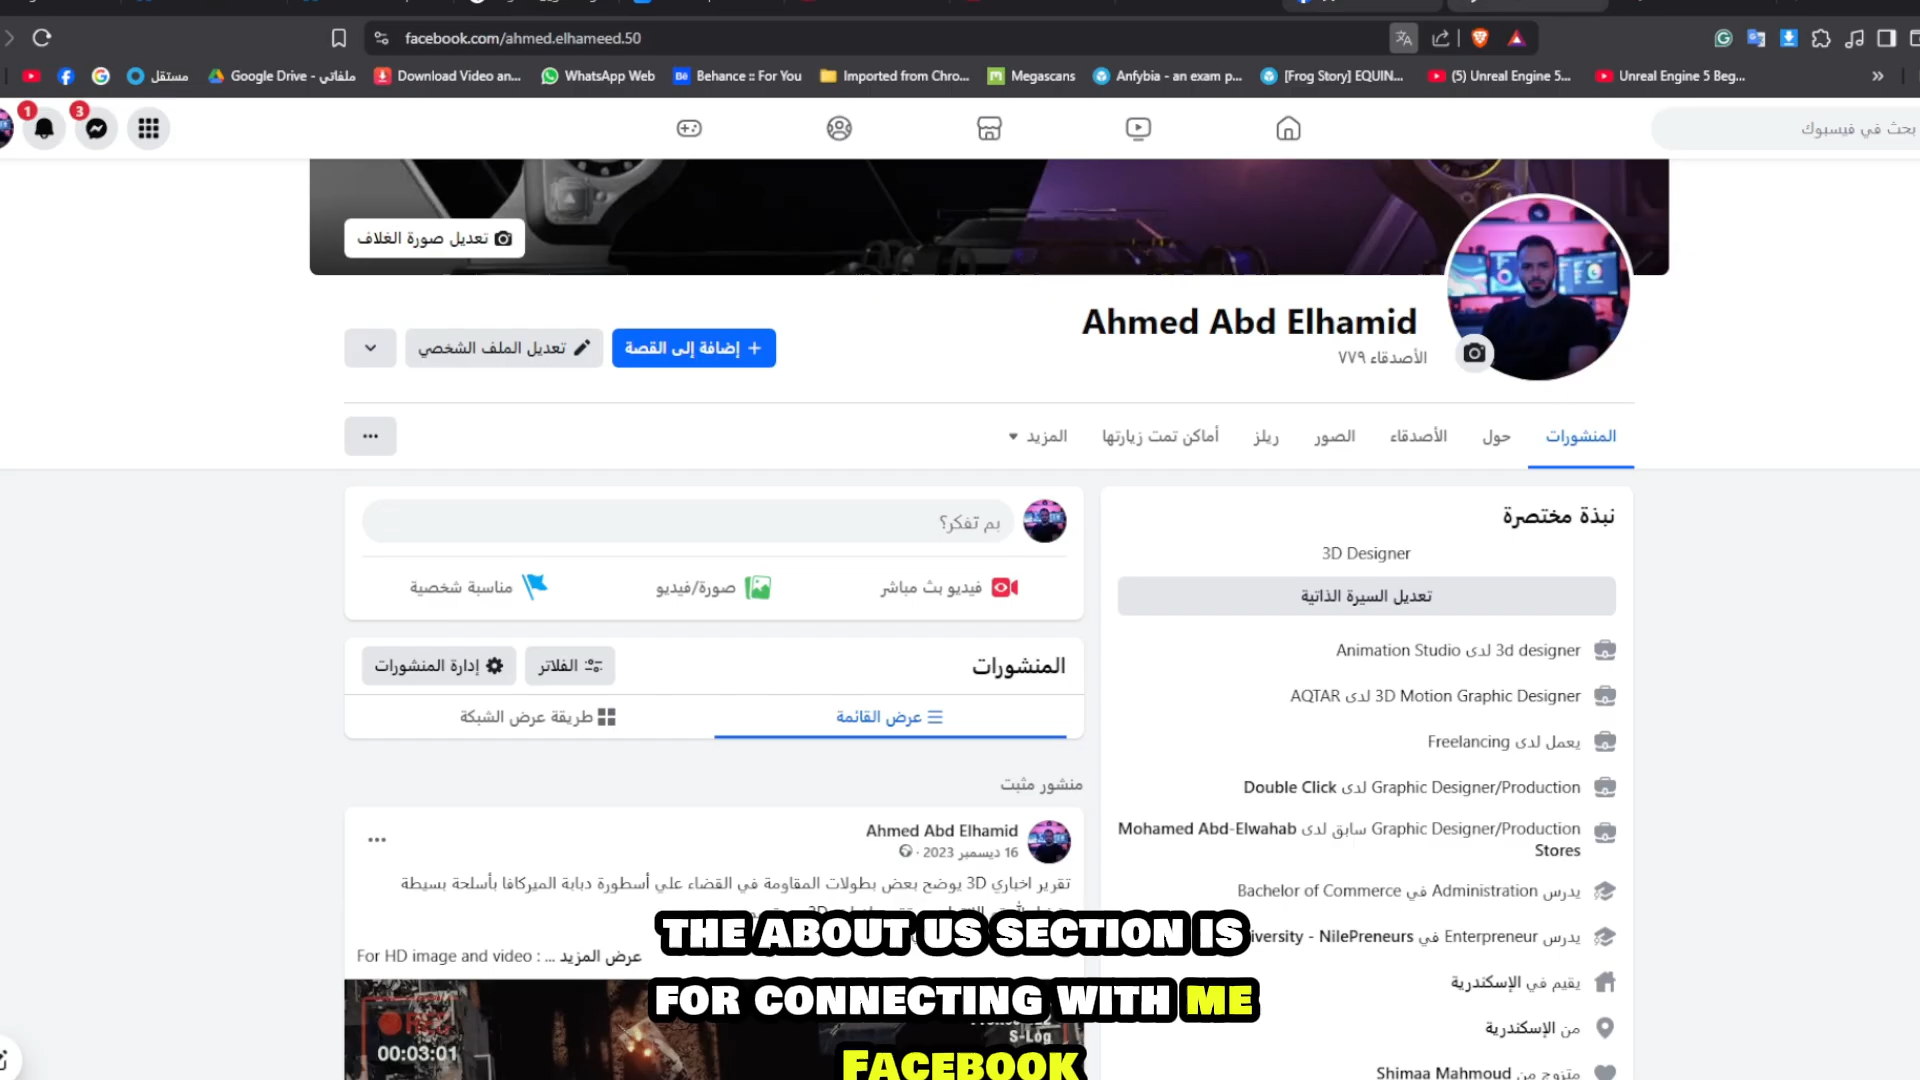 facebook.com/ahmed.elhameed.50
مستقل
ملفاتي - Google Drive
Download Video an...
WhatsApp Web
Behance :: For You
Imported from Chro...
Megascans
Anfybia - an exam p...
[Frog Story] EQUIN...
(5) Unreal Engine 5...
Unreal Engine 5 Beg...
1
3
بحث في فيسبوك
تعديل صورة الغلاف
Ahmed Abd Elhamid
الأصدقاء ٧٧٩
إضافة إلى القصة
تعديل الملف الشخصي
المنشورات
حول
الأصدقاء
الصور
ريلز
أماكن تمت زيارتها
المزيد
نبذة مختصرة
3D Designer
تعديل السيرة الذاتية
3d designer لدى Animation Studio
3D Motion Graphic Designer لدى AQTAR
يعمل لدى Freelancing
Graphic Designer/Production لدى Double Click
Graphic Designer/Production سابق لدى Mohamed Abd-Elwahab
Stores
يدرس Administration في Bachelor of Commerce
يدرس Enterpreneur في iversity - NilePreneurs
يقيم في الإسكندرية
من الإسكندرية
متزوج من Shimaa Mahmoud
بم تفكر؟
فيديو بث مباشر
صورة/فيديو
مناسبة شخصية
المنشورات
الفلاتر
إدارة المنشورات
عرض القائمة
طريقة عرض الشبكة
منشور مثبت
Ahmed Abd Elhamid
16 ديسمبر 2023
تقرير اخباري 3D يوضح بعض بطولات المقاومة في القضاء علي أسطورة دبابة الميركافا بأسلحة بسيطة
For HD image and video : ... عرض المزيد
REC
00:03:01
S-Log
THE ABOUT US SECTION IS
FOR CONNECTING WITH ME
FACEBOOK